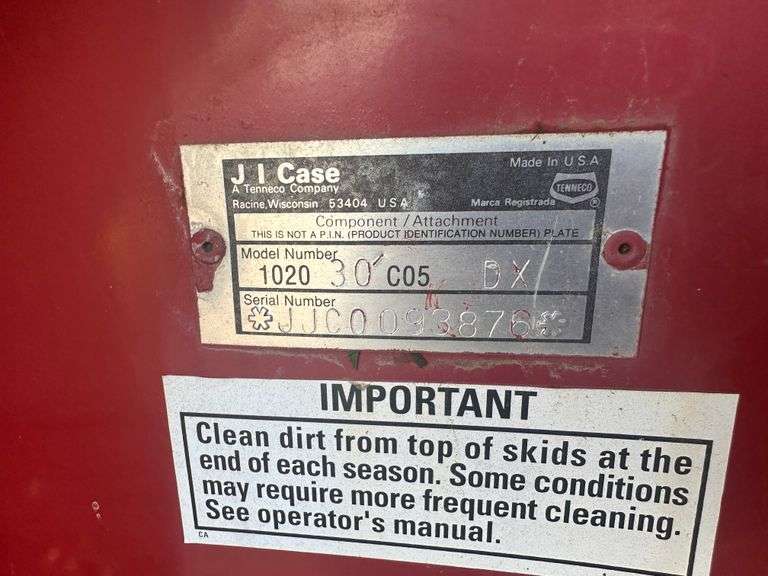 J I Case
A Tenneco Company
Racine, Wisconsin 53404 U S A
Made In U.S.A.
TENNECO
Marca Registrada ®
Component / Attachment
THIS IS NOT A P.I.N. (PRODUCT IDENTIFICATION NUMBER) PLATE
Model Number
1020 30' C05 DX
Serial Number
*JJC0093876*
IMPORTANT
Clean dirt from top of skids at the
end of each season. Some conditions
may require more frequent cleaning.
See operator's manual.
CA